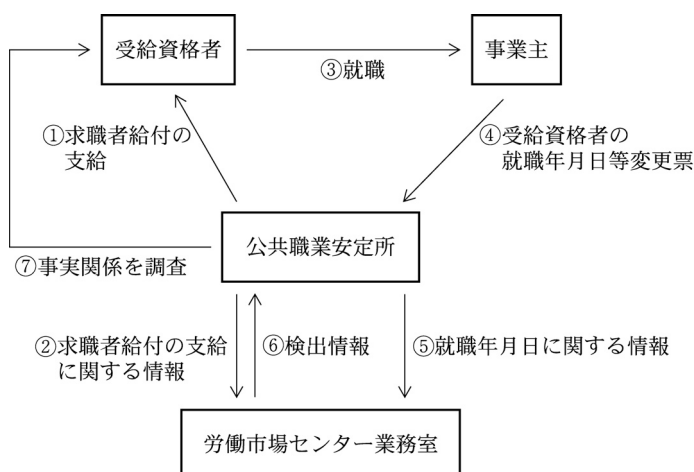 受給資格者
事業主
③就職
①求職者給付の
支給
④受給資格者の
就職年月日等変更票
公共職業安定所
⑦事実関係を調査
②求職者給付の支給
に関する情報
⑥検出情報
⑤就職年月日に関する情報
労働市場センター業務室